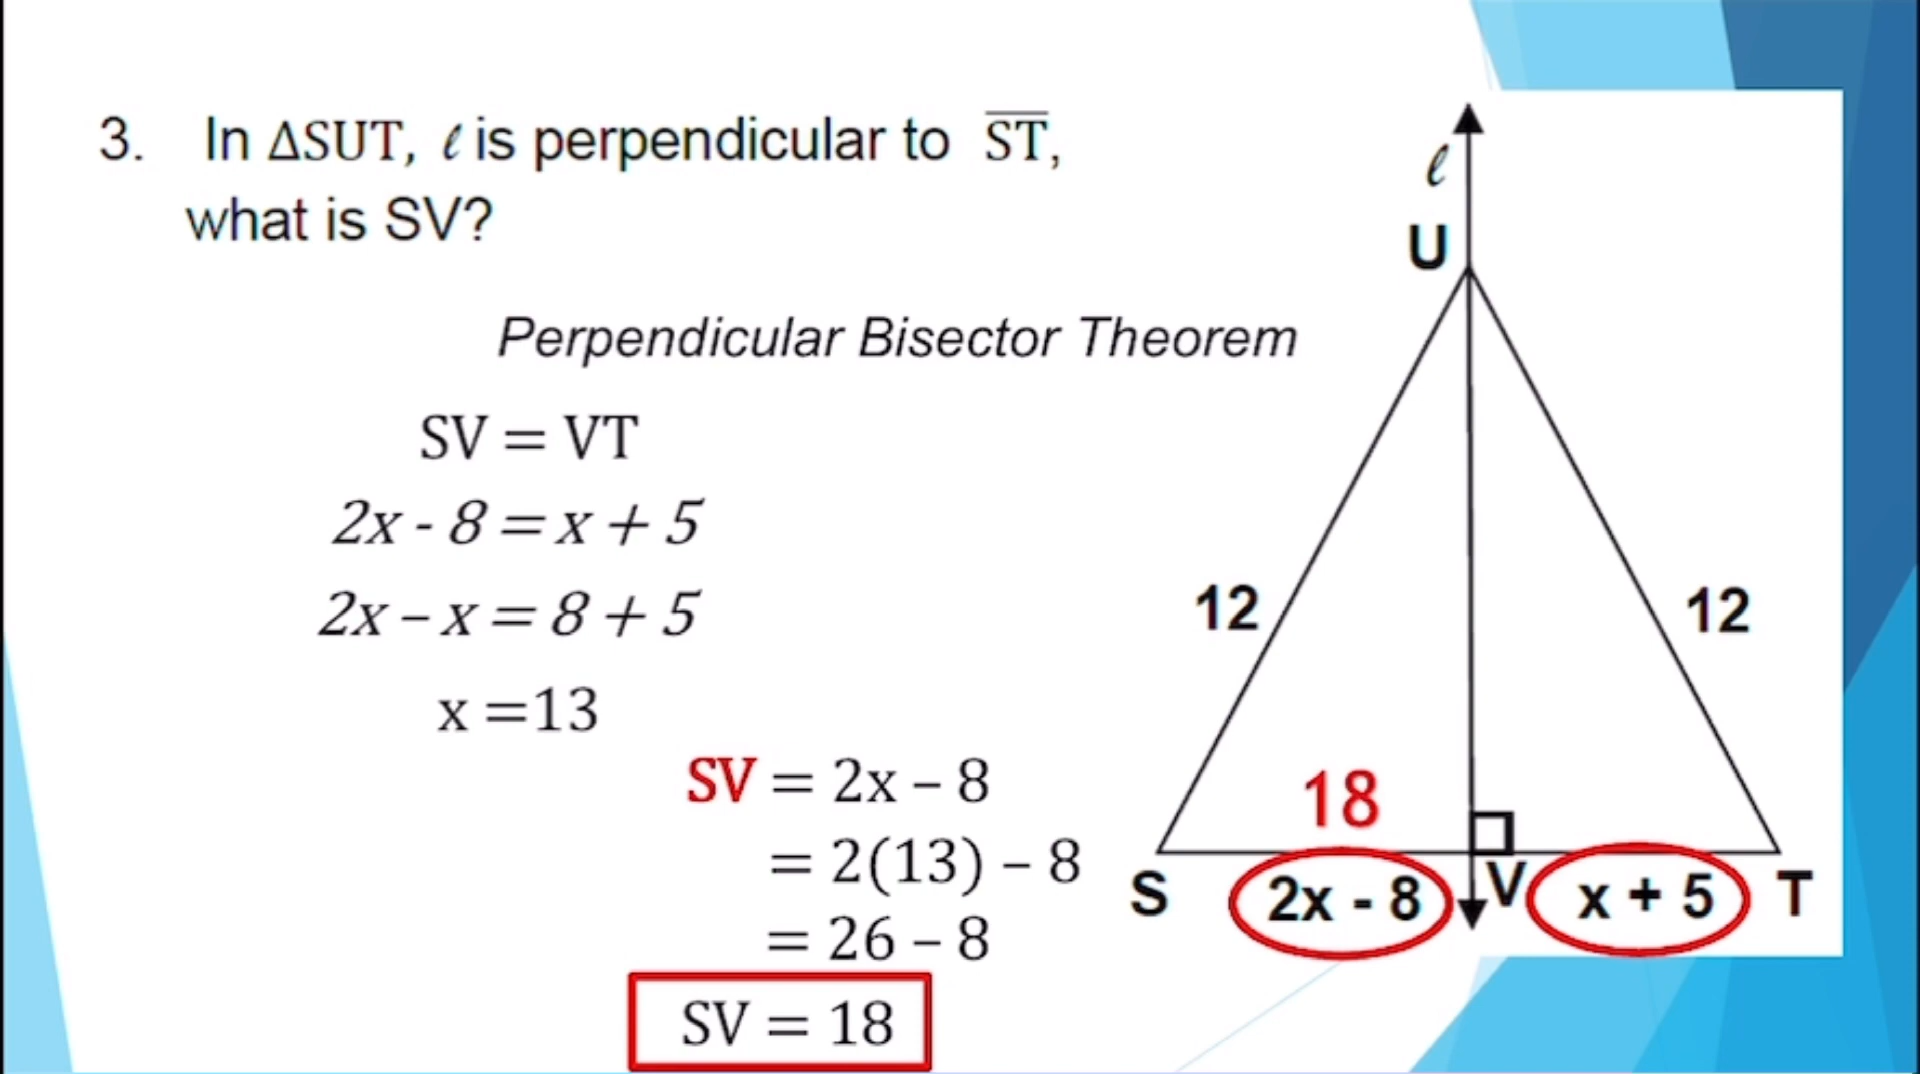 3. In ΔSUT, ℓ is perpendicular to S̅T̅,
what is SV?
Perpendicular Bisector Theorem
SV = VT
2x - 8 = x + 5
2x – x = 8 + 5
x =13
SV = 2x – 8
= 2(13) – 8
= 26 – 8
SV = 18
ℓ
U
12
12
18
S
2x - 8
V
x + 5
T